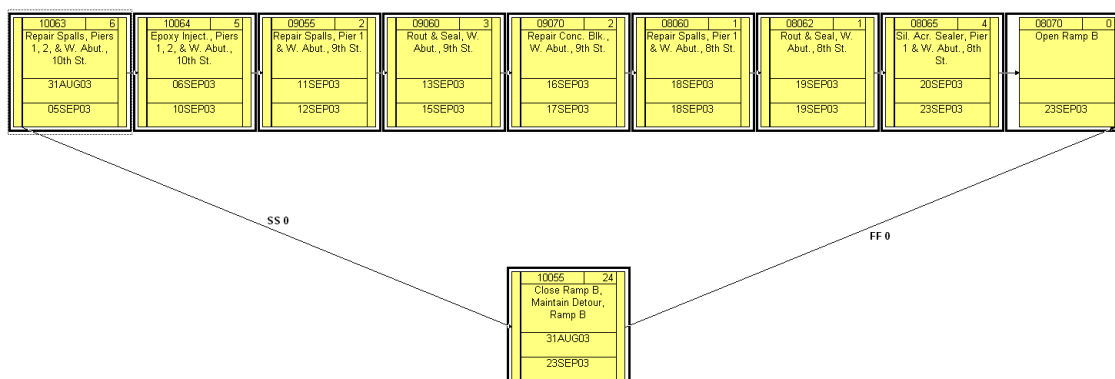 10063 6
Repair Spalls, Piers
1, 2, & W. Abut.,
10th St.
31AUG03
05SEP03
10064 5
Epoxy Inject., Piers
1, 2, & W. Abut.,
10th St.
06SEP03
10SEP03
09055 2
Repair Spalls, Pier 1
& W. Abut., 9th St.
11SEP03
12SEP03
09060 3
Rout & Seal, W.
Abut., 9th St.
13SEP03
15SEP03
09070 2
Repair Conc. Blk.,
W. Abut., 9th St.
16SEP03
17SEP03
08060 1
Repair Spalls, Pier 1
& W. Abut., 8th St.
18SEP03
18SEP03
08062 1
Rout & Seal, W.
Abut., 8th St.
19SEP03
19SEP03
08065 4
Sil. Acr. Sealer, Pier
1 & W. Abut., 8th
St.
20SEP03
23SEP03
08070 0
Open Ramp B
23SEP03
SS 0
FF 0
10055 24
Close Ramp B,
Maintain Detour,
Ramp B
31AUG03
23SEP03